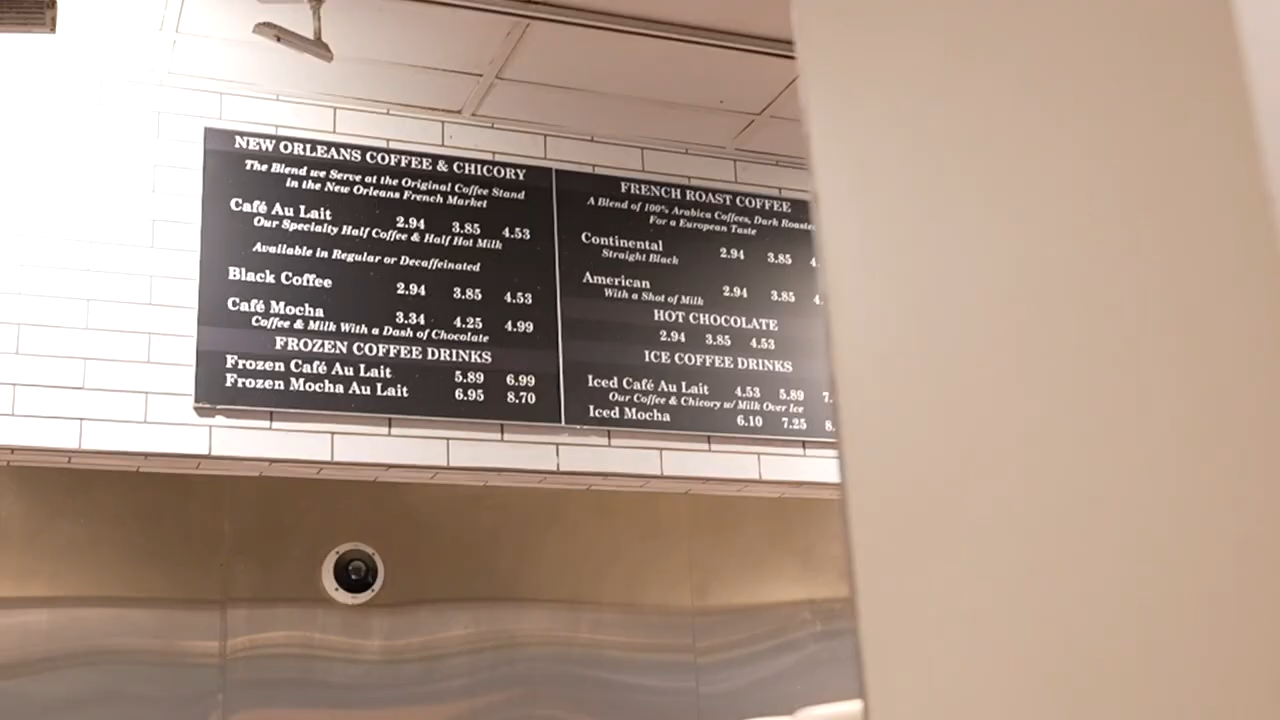 NEW ORLEANS COFFEE & CHICORY
The Blend we Serve at the Original Coffee Stand
in the New Orleans French Market
Café Au Lait 2.94 3.85 4.53
Our Specialty Half Coffee & Half Hot Milk
Available in Regular or Decaffeinated
Black Coffee 2.94 3.85 4.53
Café Mocha 3.34 4.25 4.99
Coffee & Milk With a Dash of Chocolate
FROZEN COFFEE DRINKS
Frozen Café Au Lait 5.89 6.99
Frozen Mocha Au Lait 6.95 8.70
FRENCH ROAST COFFEE
A Blend of 100% Arabica Coffees, Dark
For a European Taste
Continental 2.94 3.85
Straight Black
American 2.94 3.85
With a Shot of Milk
HOT CHOCOLATE
2.94 3.85 4.53
ICE COFFEE DRINKS
Iced Café Au Lait 4.53 5.89
Our Coffee & Chicory w/ Milk Over Ice
Iced Mocha 6.10 7.25